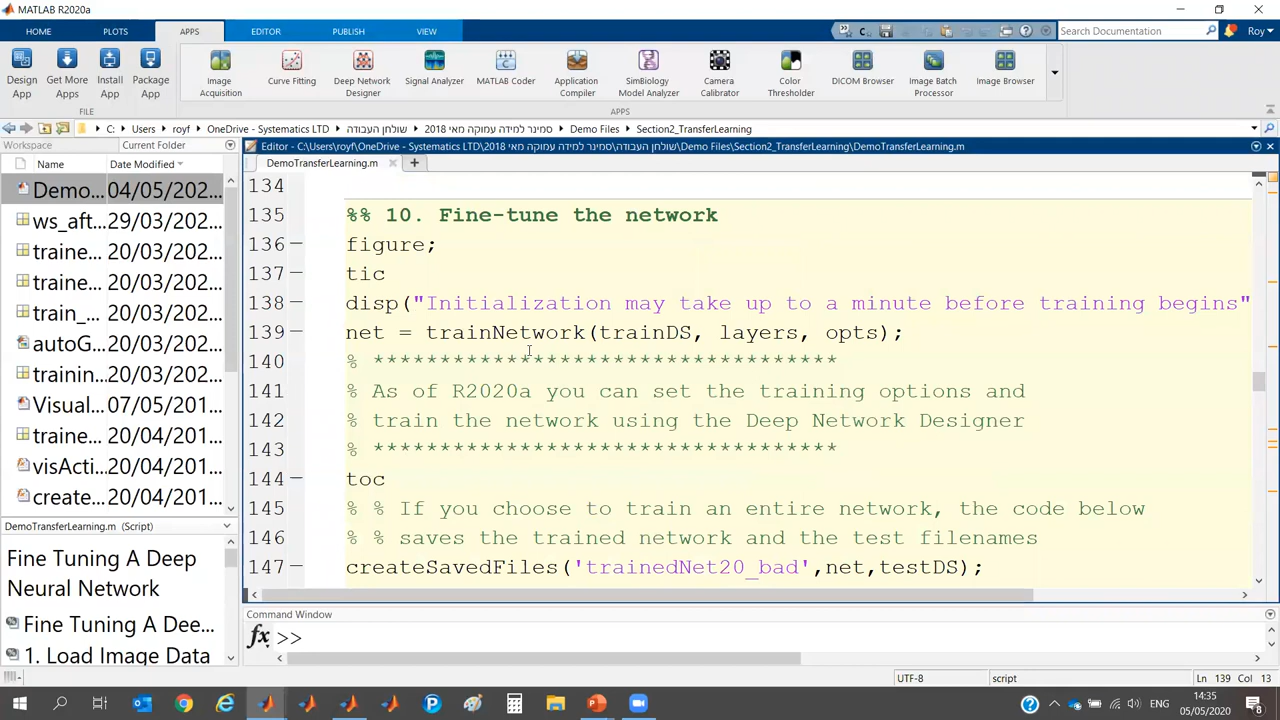 MATLAB R2020a
HOME PLOTS APPS EDITOR PUBLISH VIEW
Search Documentation
Roy
Design App
Get More Apps
Install App
Package App
Image Acquisition
Curve Fitting
Deep Network Designer
Signal Analyzer
MATLAB Coder
Application Compiler
SimBiology Model Analyzer
Camera Calibrator
Color Thresholder
DICOM Browser
Image Batch Processor
Image Browser
FILE
APPS
C: Users royf OneDrive - Systematics LTD שולחן העבודה סמינר למידה עמוקה מאי 2018 Demo Files Section2_TransferLearning
Workspace
Current Folder
Name Date Modified
Demo... 04/05/202...
ws_aft... 29/03/202...
traine... 20/03/202...
traine... 20/03/202...
train_... 20/03/202...
autoG... 20/03/202...
trainin... 20/03/202...
Visual... 07/05/201...
traine... 20/04/201...
visActi... 20/04/201...
create... 20/04/201...
DemoTransferLearning.m (Script)
Fine Tuning A Deep
Neural Network
Fine Tuning A Dee...
1. Load Image Data
Editor - C:\Users\royf\OneDrive - Systematics LTD\שולחן העבודה\סמינר למידה עמוקה מאי 2018\Demo Files\Section2_TransferLearning\DemoTransferLearning.m
DemoTransferLearning.m
134
135 %% 10. Fine-tune the network
136 figure;
137 tic
138 disp("Initialization may take up to a minute before training begins"
139 net = trainNetwork(trainDS, layers, opts);
140 % ***********************************
141 % As of R2020a you can set the training options and
142 % train the network using the Deep Network Designer
143 % ***********************************
144 toc
145 % % If you choose to train an entire network, the code below
146 % % saves the trained network and the test filenames
147 createSavedFiles('trainedNet20_bad',net,testDS);
Command Window
fx >>
UTF-8 script Ln 139 Col 13
ENG
14:35
05/05/2020
8